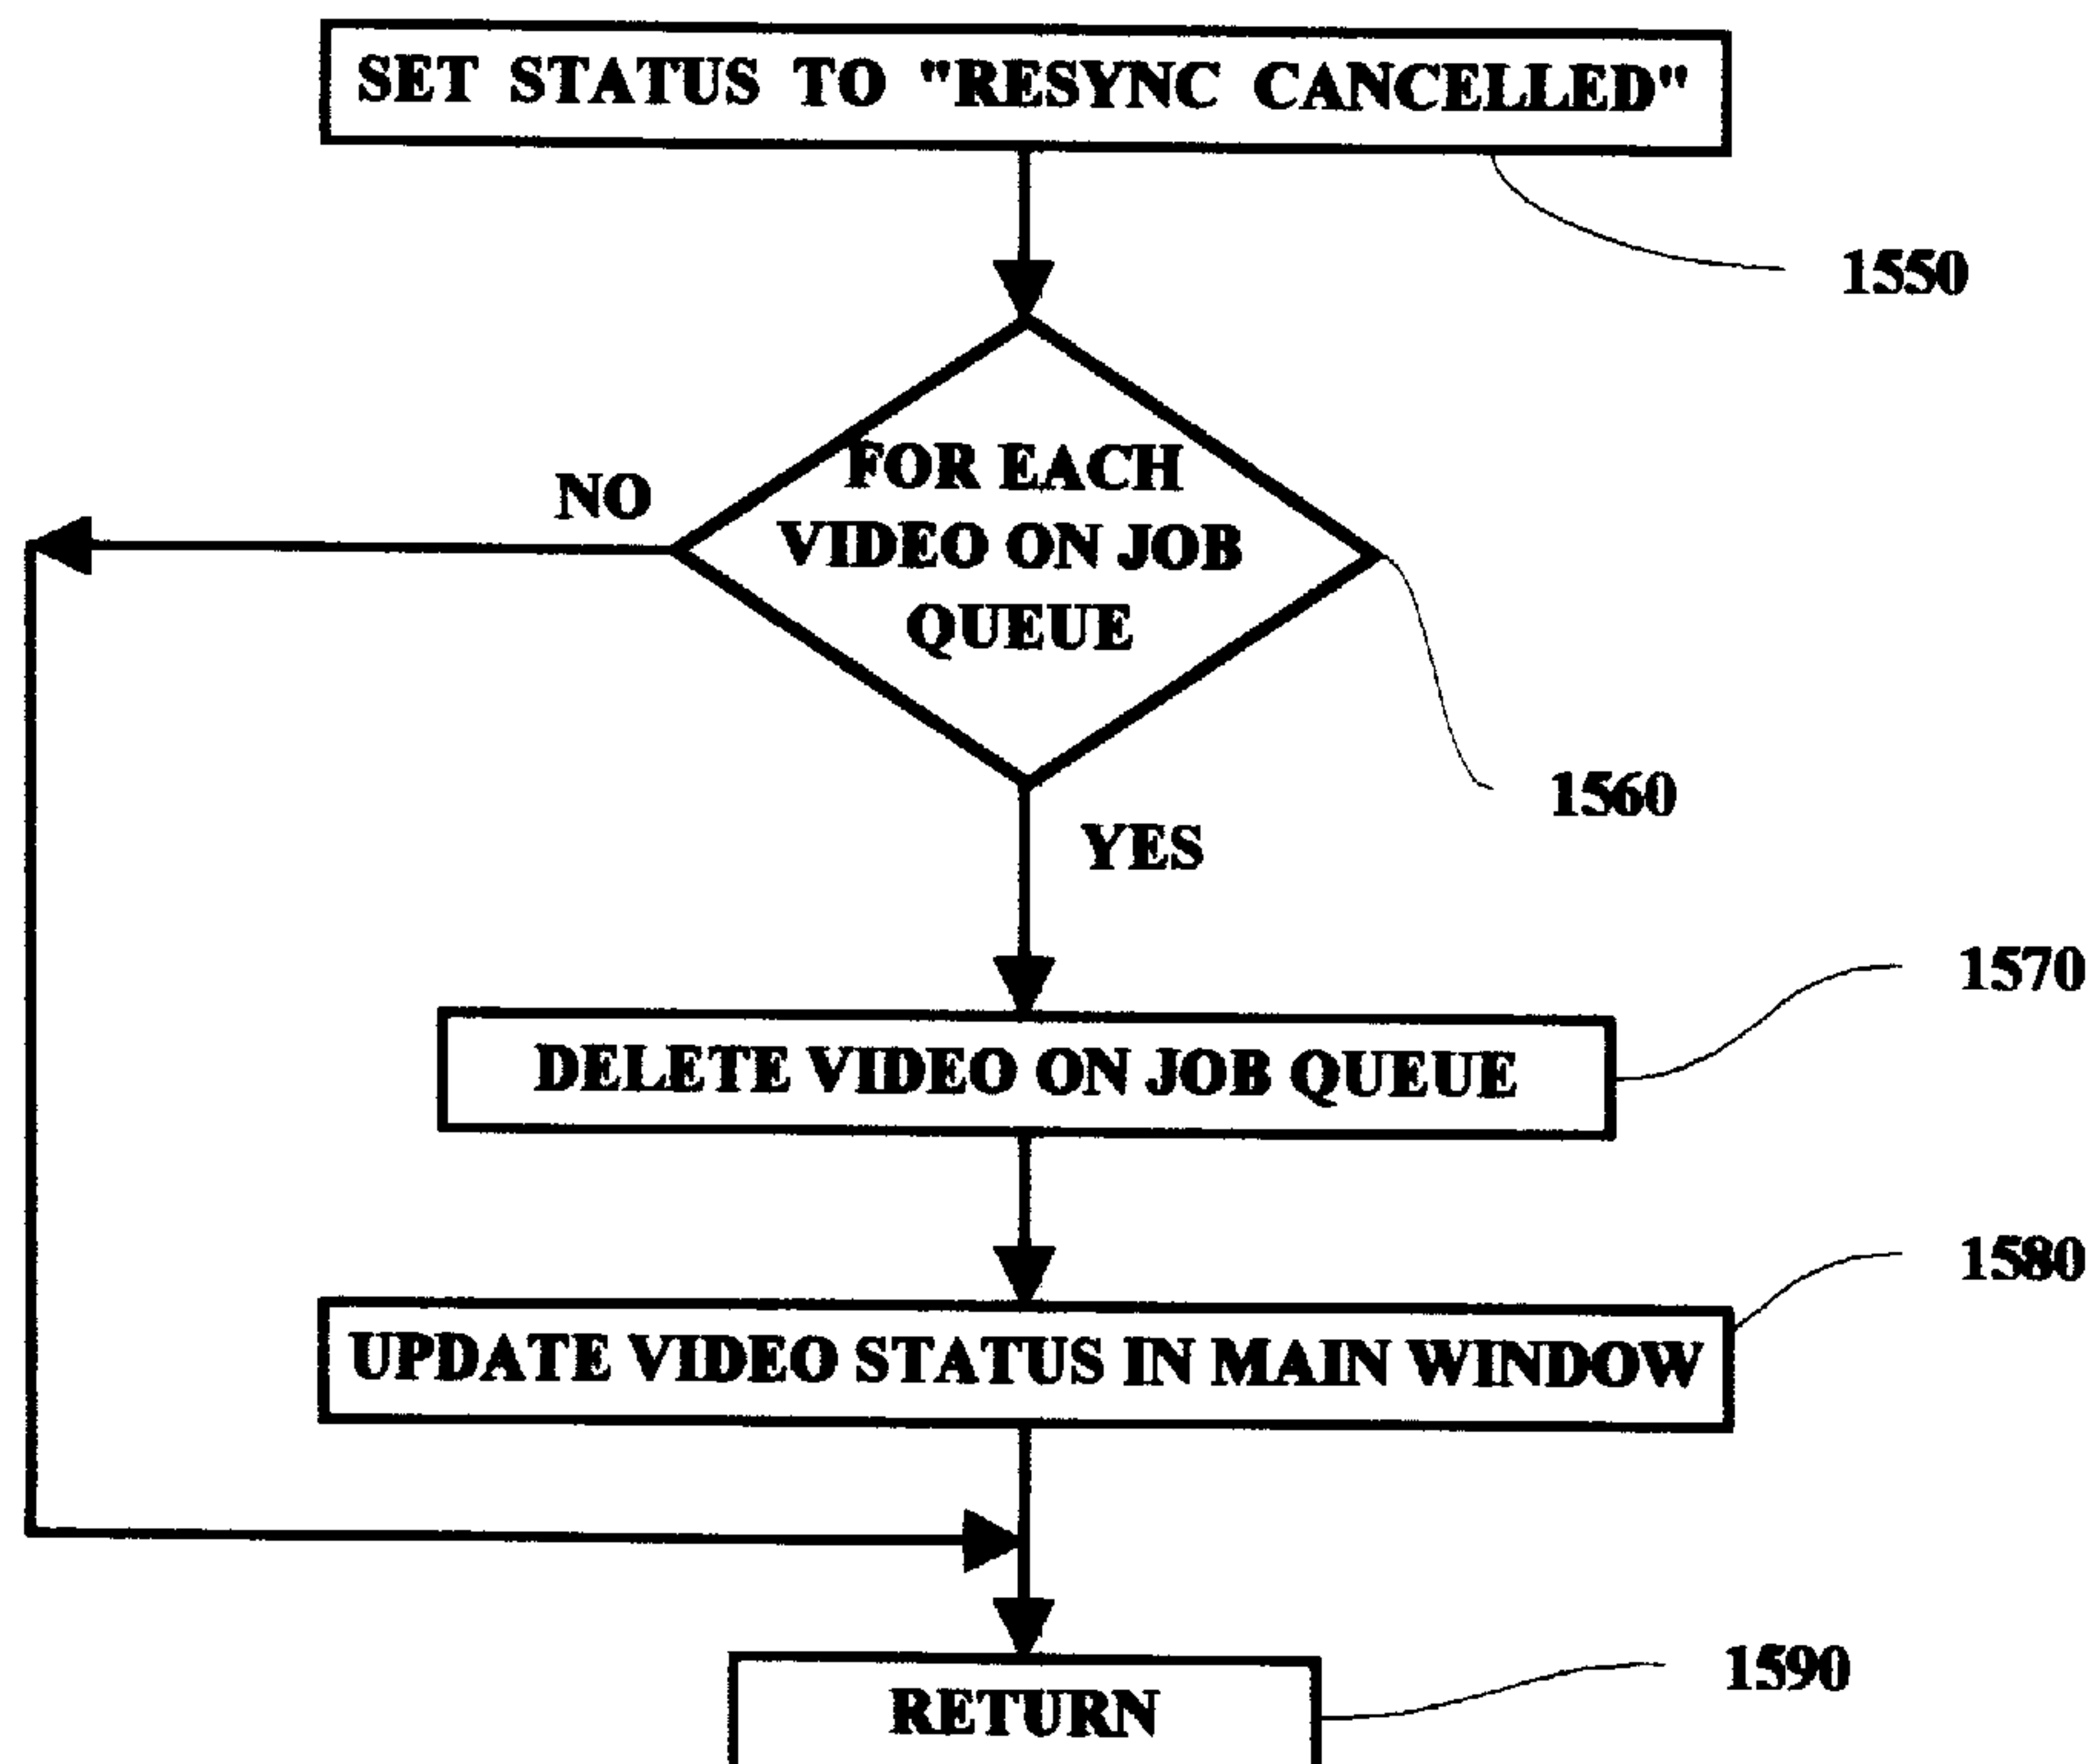 SET STATUS TO "RESYNC CANCELLED"
1550
FOR EACH
VIDEO ON JOB
QUEUE
NO
1560
YES
1570
DELETE VIDEO ON JOB QUEUE
1580
UPDATE VIDEO STATUS IN MAIN WINDOW
1590
RETURN